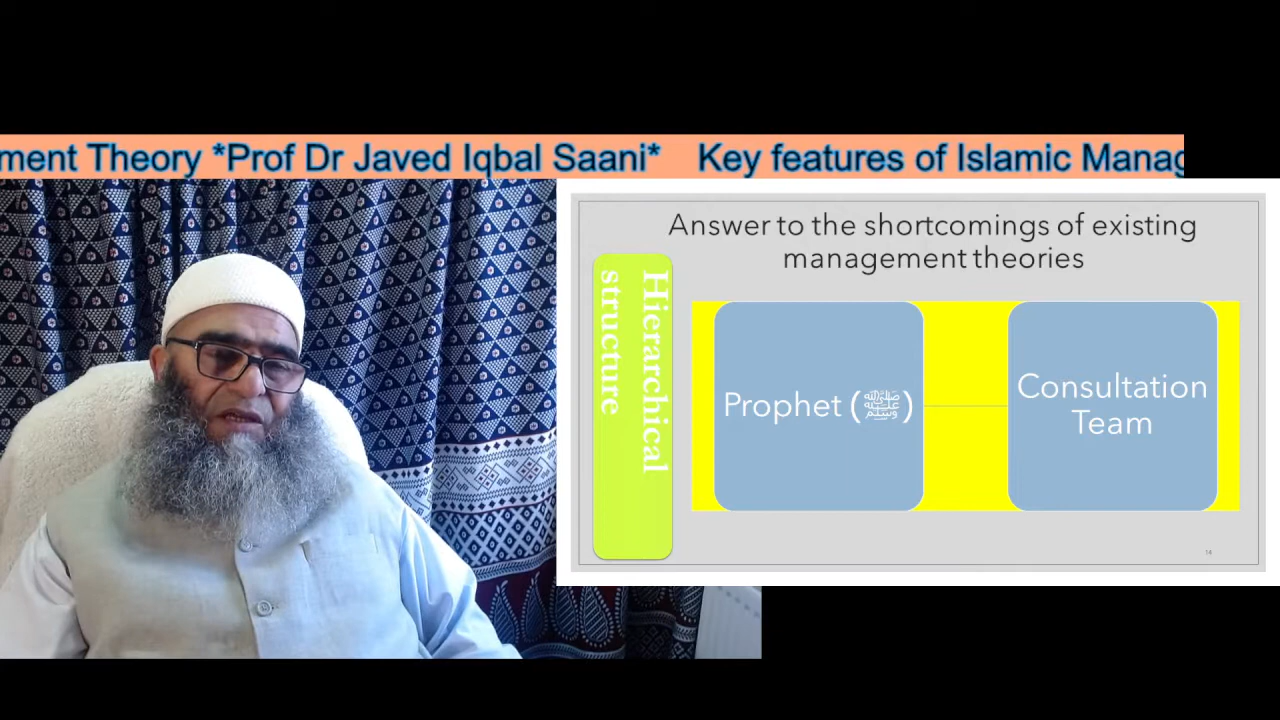 ment Theory *Prof Dr Javed Iqbal Saani*    Key features of Islamic Manag
Answer to the shortcomings of existing
management theories
Hierarchical
structure
Prophet (ﷺ)
Consultation
Team
14